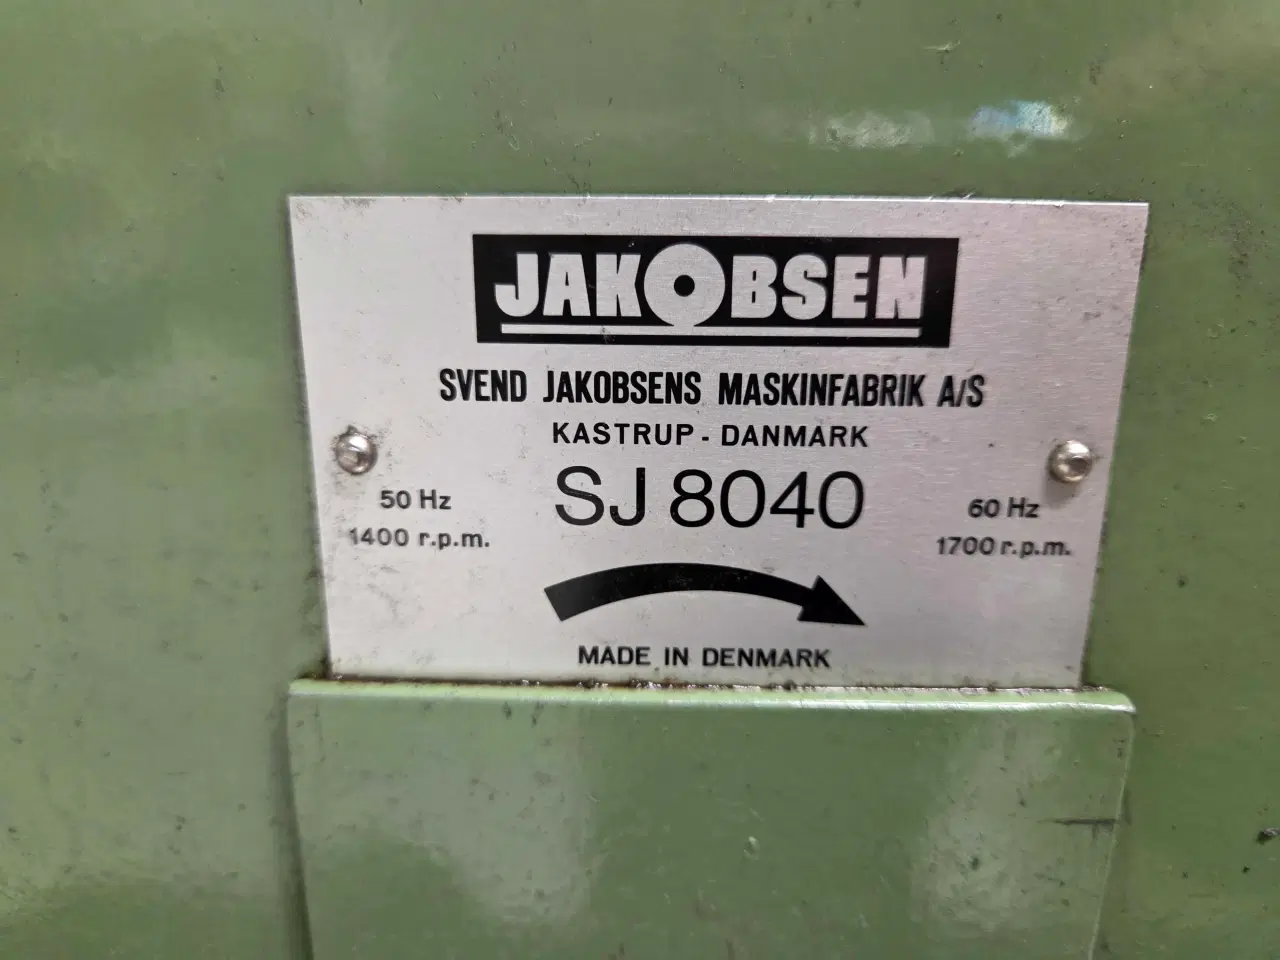 JAKOBSEN
SVEND JAKOBSENS MASKINFABRIK A/S
KASTRUP - DANMARK
SJ 8040
50 Hz
1400 r.p.m.
60 Hz
1700 r.p.m.
MADE IN DENMARK